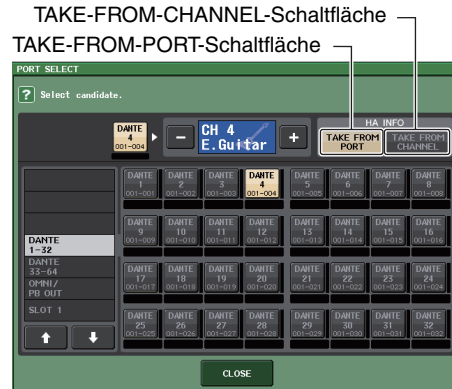 TAKE-FROM-CHANNEL-Schaltfläche
TAKE-FROM-PORT-Schaltfläche
PORT SELECT
? Select candidate.
HA INFO
DANTE
4
001-004
−
CH 4
E.Guitar
+
TAKE FROM
PORT
TAKE FROM
CHANNEL
DANTE
1-32
DANTE
33-64
OMNI/
PB OUT
SLOT 1
DANTE DANTE DANTE DANTE DANTE DANTE DANTE DANTE
1 2 3 4 5 6 7 8
001-001 001-002 001-003 001-004 001-005 001-006 001-007 001-008
DANTE DANTE DANTE DANTE DANTE DANTE DANTE DANTE
9 10 11 12 13 14 15 16
001-009 001-010 001-011 001-012 001-013 001-014 001-015 001-016
DANTE DANTE DANTE DANTE DANTE DANTE DANTE DANTE
17 18 19 20 21 22 23 24
001-017 001-018 001-019 001-020 001-021 001-022 001-023 001-024
DANTE DANTE DANTE DANTE DANTE DANTE DANTE DANTE
25 26 27 28 29 30 31 32
001-025 001-026 001-027 001-028 001-029 001-030 001-031 001-032
CLOSE